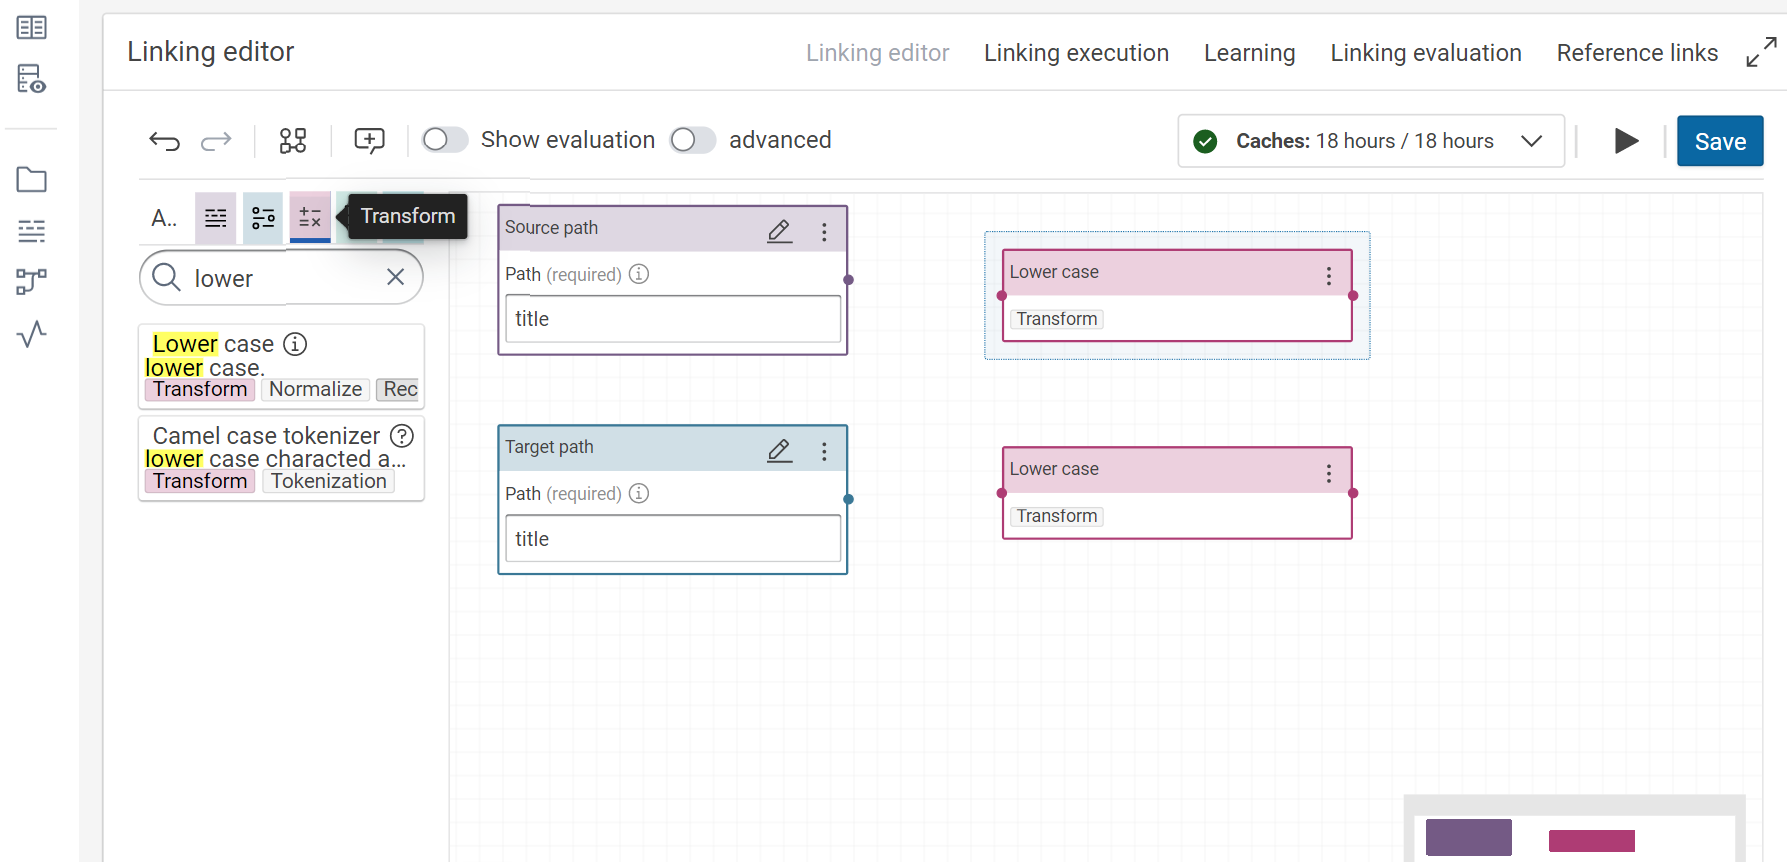 Linking editor
Linking editor Linking execution Learning Linking evaluation Reference links
Show evaluation advanced Caches: 18 hours / 18 hours Save
A.. Transform
lower
Lower case
lower case.
Transform Normalize Rec
Camel case tokenizer
lower case characted a...
Transform Tokenization
Source path
Path (required)
title
Lower case
Transform
Target path
Path (required)
title
Lower case
Transform